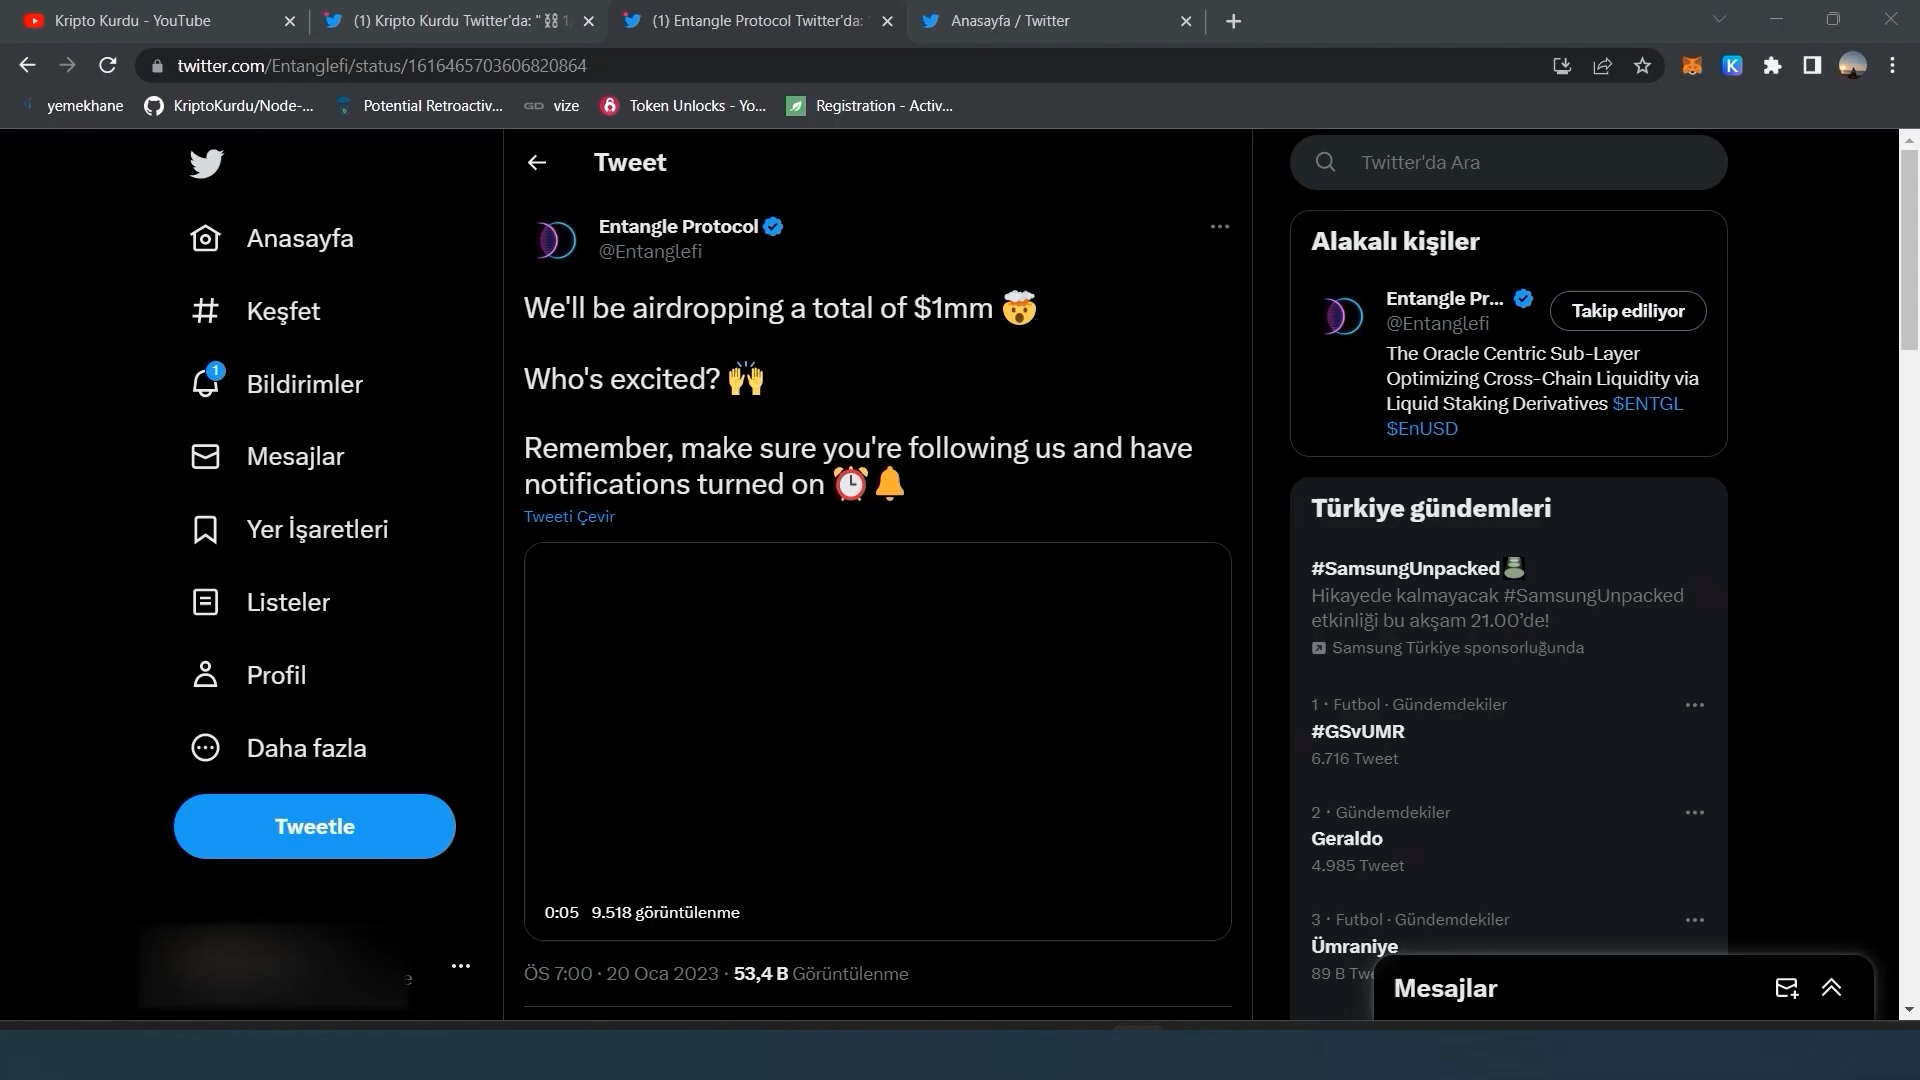 Kripto Kurdu - YouTube
(1) Kripto Kurdu Twitter'da: "⛓ 1
(1) Entangle Protocol Twitter'da:
Anasayfa / Twitter
twitter.com/Entanglefi/status/1616465703606820864
yemekhane
KriptoKurdu/Node-...
Potential Retroactiv...
GD vize
Token Unlocks - Yo...
Registration - Activ...
Anasayfa
Keşfet
1
Bildirimler
Mesajlar
Yer İşaretleri
Listeler
Profil
Daha fazla
Tweetle
Tweet
Entangle Protocol
@Entanglefi
We'll be airdropping a total of $1mm 🤯
Who's excited? 🙌
Remember, make sure you're following us and have
notifications turned on ⏰🔔
Tweeti Çevir
0:05 9.518 görüntülenme
ÖS 7:00 · 20 Oca 2023 · 53,4 B Görüntülenme
Twitter'da Ara
Alakalı kişiler
Entangle Pr...
@Entanglefi
Takip ediliyor
The Oracle Centric Sub-Layer
Optimizing Cross-Chain Liquidity via
Liquid Staking Derivatives $ENTGL
$EnUSD
Türkiye gündemleri
#SamsungUnpacked
Hikayede kalmayacak #SamsungUnpacked
etkinliği bu akşam 21.00’de!
Samsung Türkiye sponsorluğunda
1 · Futbol · Gündemdekiler
#GSvUMR
6.716 Tweet
2 · Gündemdekiler
Geraldo
4.985 Tweet
3 · Futbol · Gündemdekiler
Ümraniye
89 B Twe
Mesajlar